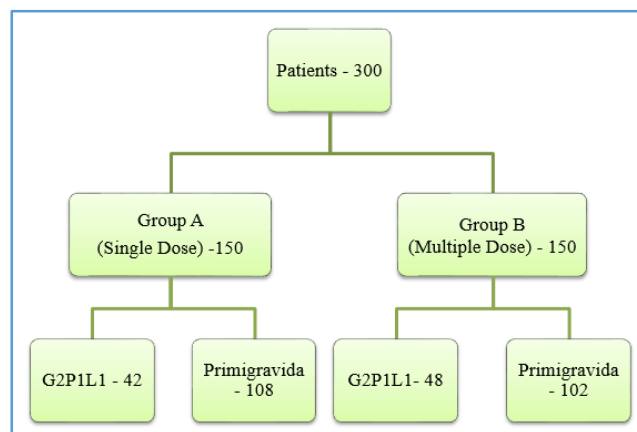 Patients - 300
Group A
(Single Dose) -150
Group B
(Multiple Dose) - 150
G2P1L1 - 42
Primigravida
- 108
G2P1L1- 48
Primigravida
- 102